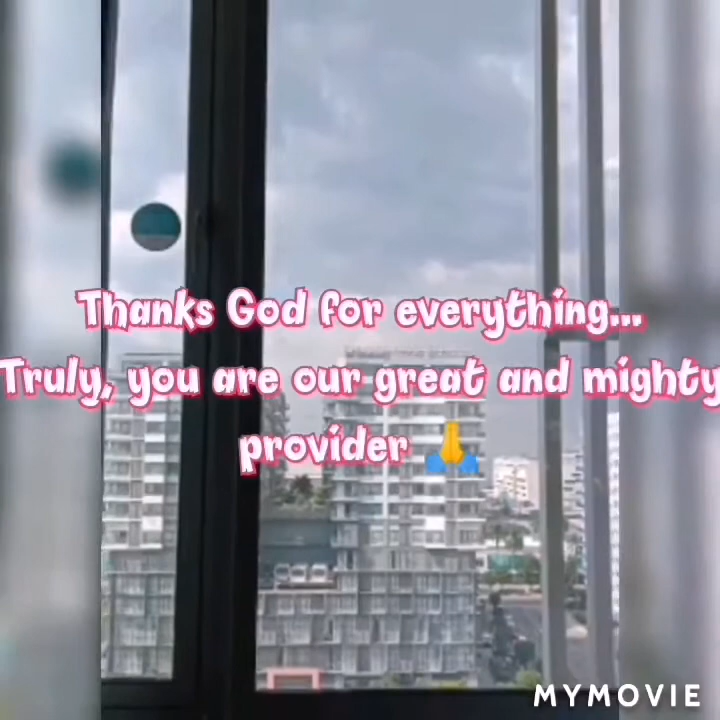 Thanks God for everything...
Truly, you are our great and mighty
provider 🙏
MYMOVIE